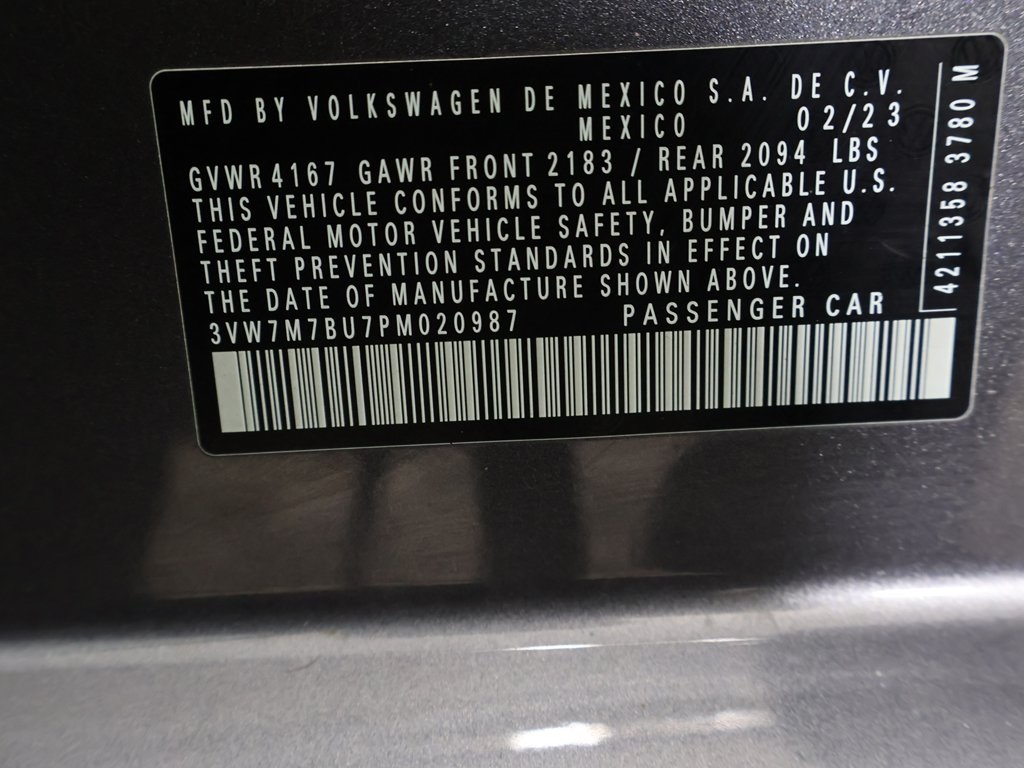 MFD BY VOLKSWAGEN DE MEXICO S.A. DE C.V.
MEXICO 02/23
GVWR 4167 GAWR FRONT 2183 / REAR 2094 LBS
THIS VEHICLE CONFORMS TO ALL APPLICABLE U.S.
FEDERAL MOTOR VEHICLE SAFETY, BUMPER AND
THEFT PREVENTION STANDARDS IN EFFECT ON
THE DATE OF MANUFACTURE SHOWN ABOVE.
3VW7M7BU7PM020987 PASSENGER CAR
4211358 3780 M